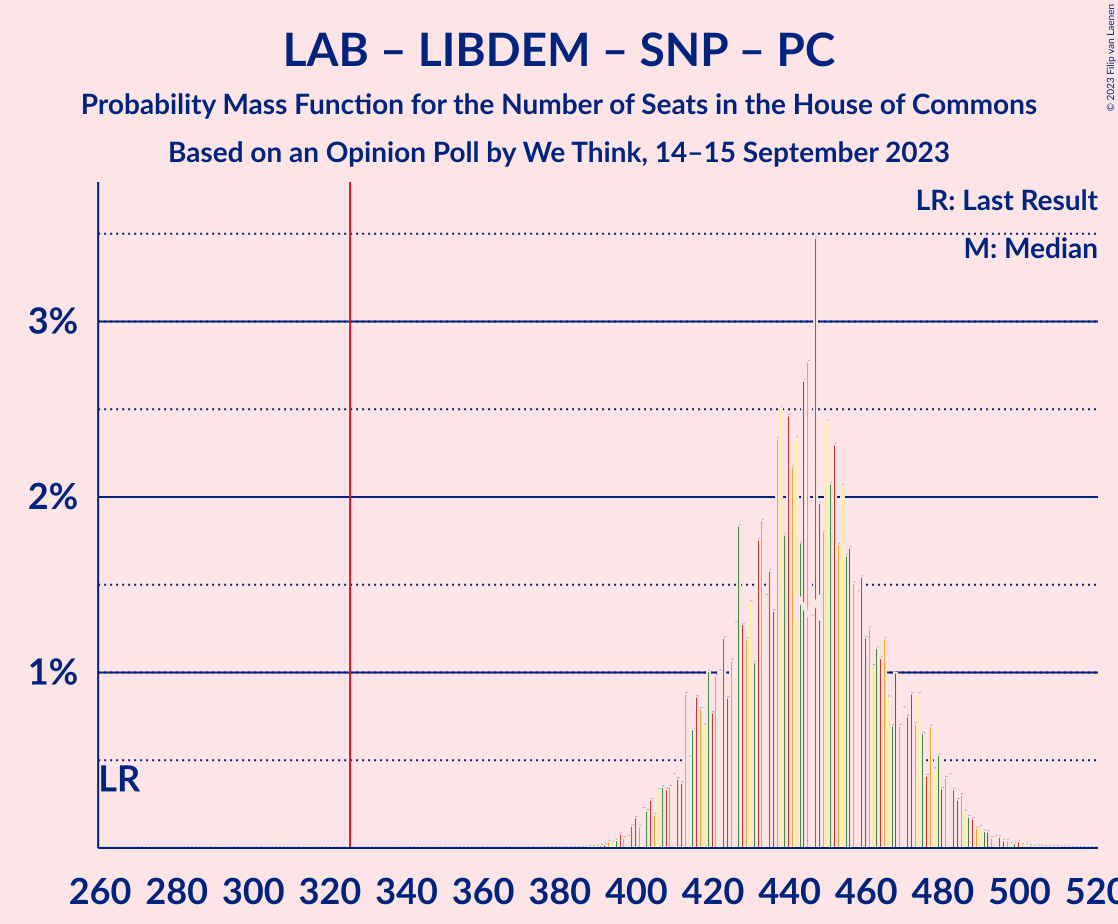 LAB – LIBDEM – SNP – PC
Probability Mass Function for the Number of Seats in the House of Commons
Based on an Opinion Poll by We Think, 14–15 September 2023
© 2023 Filip van Laenen
LR: Last Result
M: Median
3%
2%
1%
LR
260 280 300 320 340 360 380 400 420 440 460 480 500 520